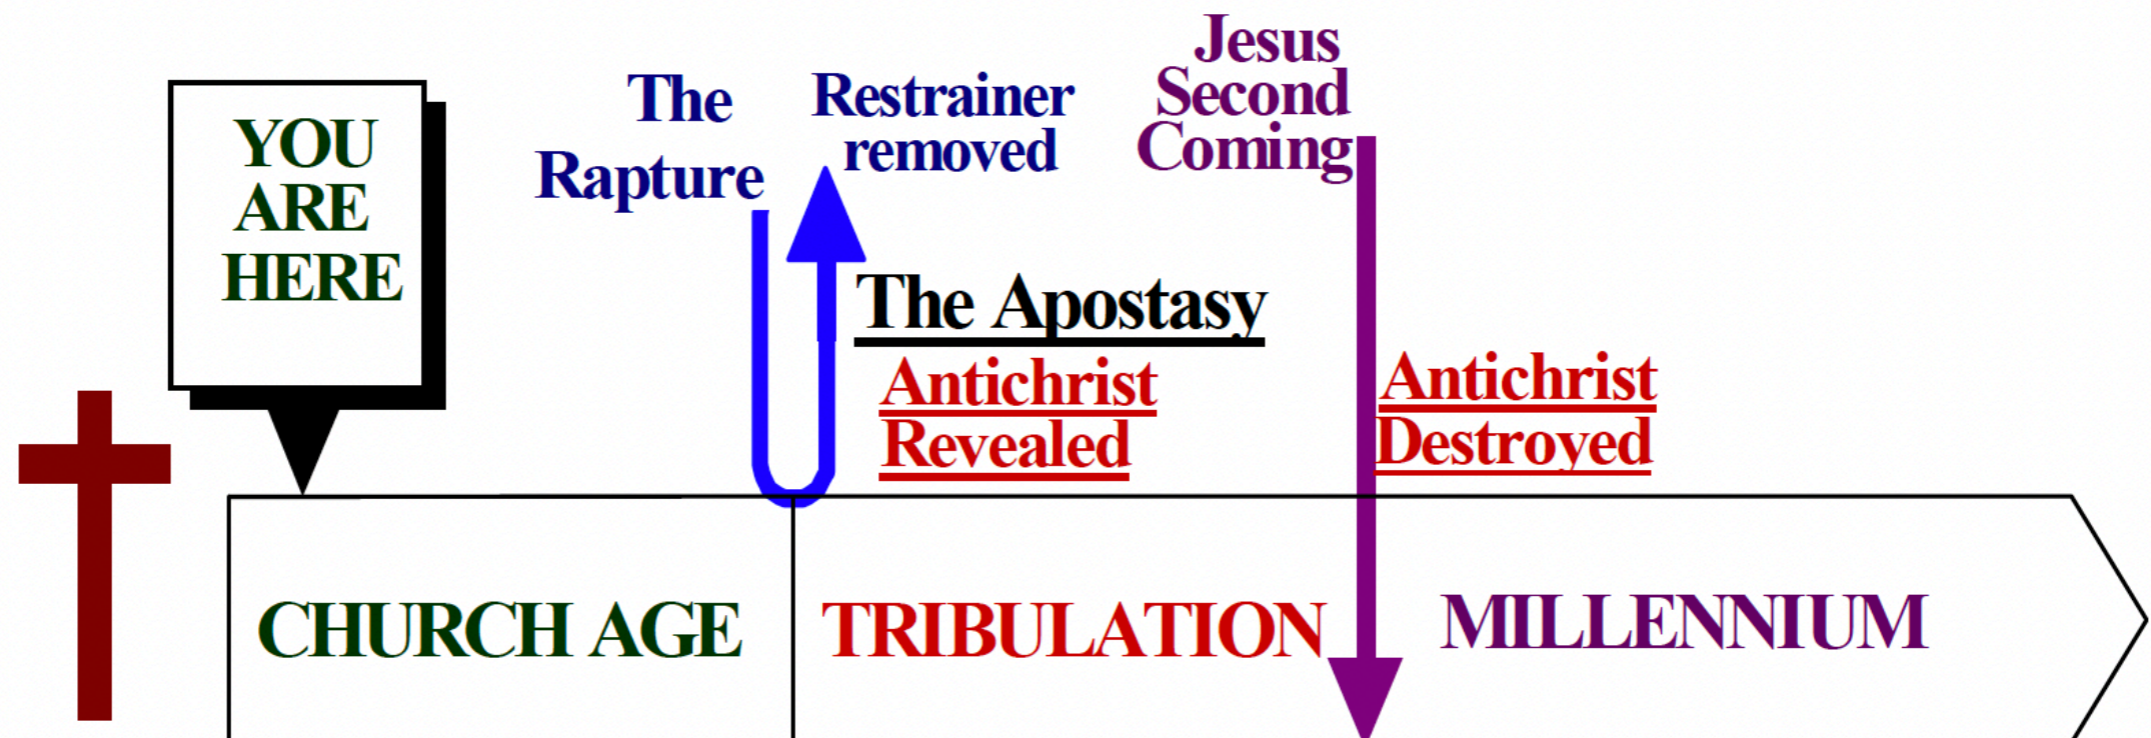 YOU
ARE
HERE
The
Rapture
Restrainer
removed
Jesus
Second
Coming
The Apostasy
Antichrist
Revealed
Antichrist
Destroyed
CHURCH AGE
TRIBULATION
MILLENNIUM